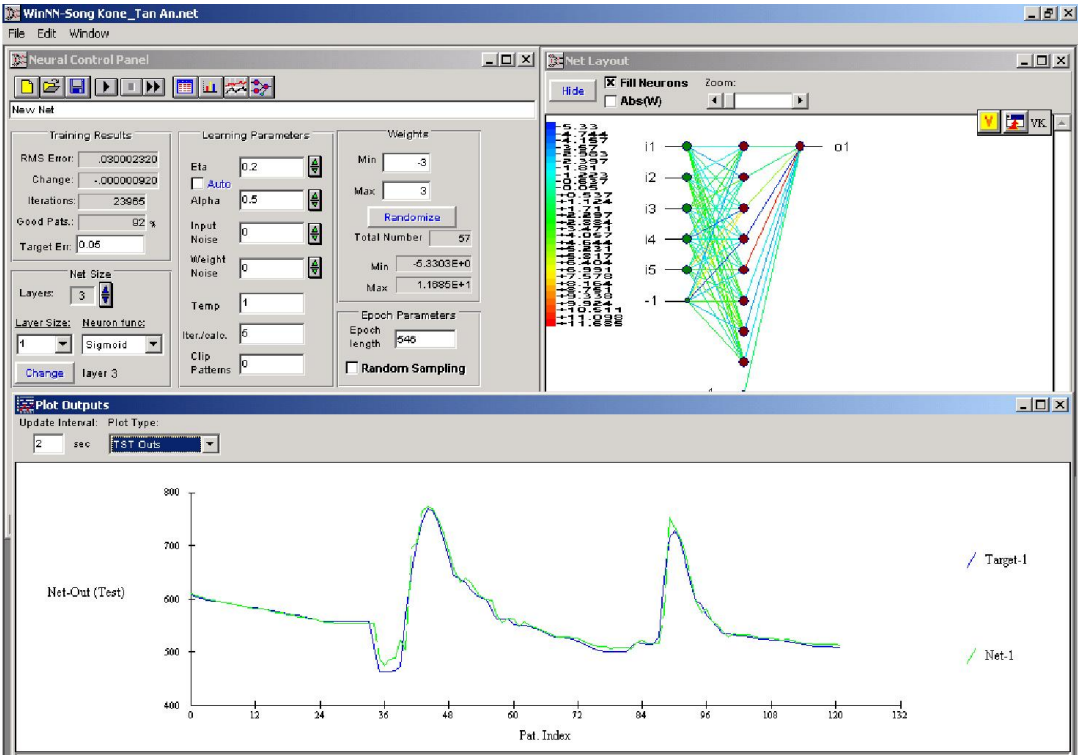 WinNN-Song Kone_Tan An.net
File Edit Window
Neural Control Panel
New Net
Training Results
RMS Error: .030002320
Change: -.000000920
Iterations: 23965
Good Pats.: 92 %
Target Err: 0.05
Net Size
Layers: 3
Layer Size: Neuron func:
1 Sigmoid
Change layer 3
Learning Parameters
Eta 0.2
Auto
Alpha 0.5
Input Noise 0
Weight Noise 0
Temp 1
Iter./calc. 5
Clip Patterns 0
Weights
Min -3
Max 3
Randomize
Total Number 57
Min -5.3303E+0
Max 1.1685E+1
Epoch Parameters
Epoch length 546
Random Sampling
Net Layout
Hide
Fill Neurons
Abs(W)
Zoom:
V VK
-5.33
-4.744
i1
i2
i3
i4
i5
-1
o1
Plot Outputs
Update Interval: Plot Type:
2 sec TST Outs
800
700
600
500
400
Net-Out (Test)
0 12 24 36 48 60 72 84 96 108 120 132
Pat. Index
Target-1
Net-1